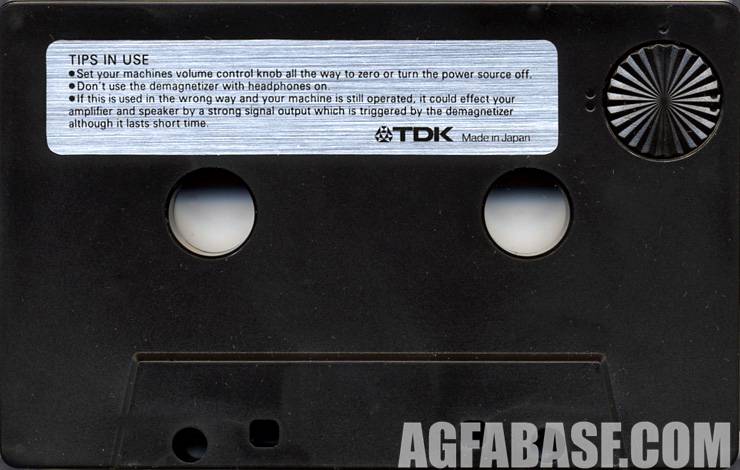 TIPS IN USE
●Set your machines volume control knob all the way to zero or turn the power source off.
●Don't use the demagnetizer with headphones on.
●If this is used in the wrong way and your machine is still operated, it could effect your
amplifier and speaker by a strong signal output which is triggered by the demagnetizer
although it lasts short time.
TDK Made in Japan
AGFABASF.COM